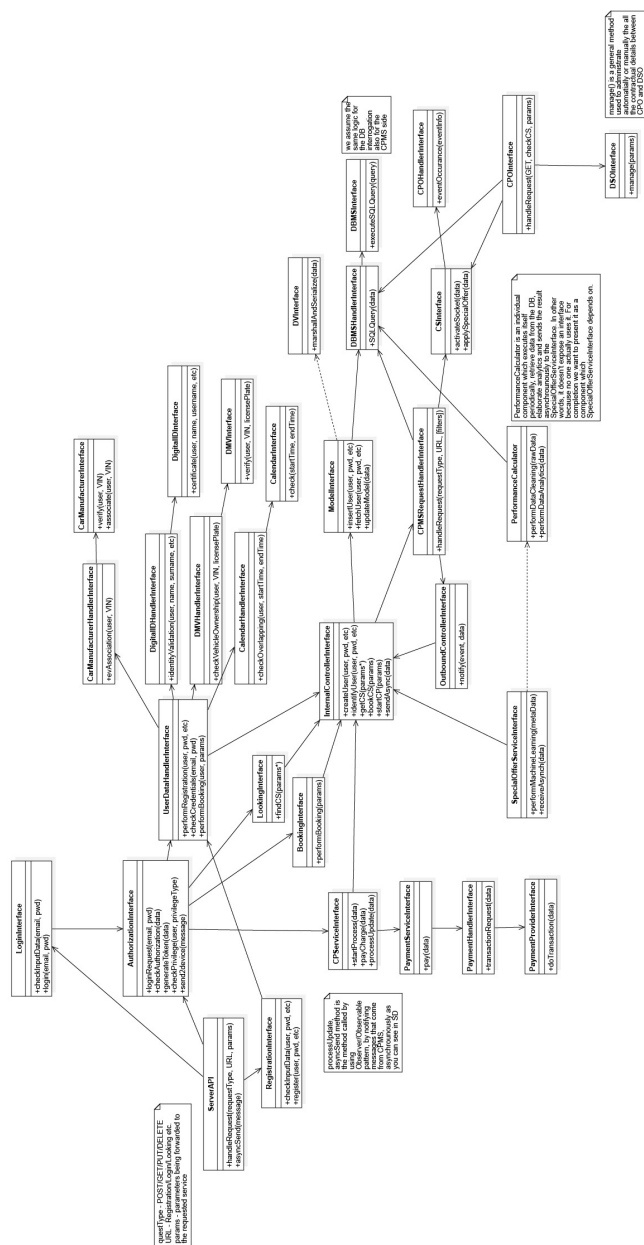 questType - POST/GET/PUT/DELETE
URL - Registration/Login/Looking etc.
params - parameters being forwarded to
the requested service
ServerAPI
+handleRequest(requestType, URL, params)
+asyncSend(message)
LoginInterface
+checkInputData(email, pwd)
+login(email, pwd)
AuthorizationInterface
+loginRequest(email, pwd)
+checkAuthorization(data)
+generateToken(data)
+checkPrivilege(user, privilegeType)
+send2device(message)
RegistrationInterface
+checkInputData(user, pwd, etc)
+register(user, pwd, etc)
processUpdate,
asyncSend method is
the method called by
using
Observer/Observable
pattern, by notifying
messages that come
from CPMS,
asynchrounously as
you can see in SD
CPServiceInterface
+startProcess(data)
+payCharge(data)
+processUpdate(data)
PaymentServiceInterface
+pay(data)
PaymentHandlerInterface
+transactionRequest(data)
PaymentProviderInterface
+doTransaction(data)
UserDataHandlerInterface
+performRegistration(user, pwd, etc)
+checkCredentials(email, pwd)
+performBooking(user, params)
LookingInterface
+findCS(params*)
BookingInterface
+performBooking(params)
CarManufacturerHandlerInterface
+evAssociation(user, VIN)
CarManufacturerInterface
+verify(user, VIN)
+associate(user, VIN)
DigitalIDHandlerInterface
+identityValidation(user, name, surname, etc)
DigitalIDInterface
+certificate(user, name, username, etc)
DMVHandlerInterface
+checkVehicleOwnership(user, VIN, licensePlate)
DMVInterface
+verify(user, VIN, licensePlate)
CalendarHandlerInterface
+checkOverlapping(user, startTime, endTime)
CalendarInterface
+check(startTime, endTime)
InternalControllerInterface
+createUser(user, pwd, etc)
+identifyUser(user, pwd, etc)
+getCS(params*)
+bookCS(params)
+startCP(params)
+sendAsync(data)
ModelInterface
+insertUser(user, pwd, etc)
+fetchUser(user, pwd, etc)
+updateModel(data)
DVInterface
+marshallAndSerialize(data)
DBMSHandlerInterface
+SQLQuery(data)
DBMSInterface
+executeSQLQuery(query)
we assume the
same logic for
the DB
interrogation
also for the
CPMS side
CPMSRequestHandlerInterface
+handleRequest(requestType, URL, [filters])
OutboundControllerInterface
+notify(event, data)
CSInterface
+activateSocket(data)
+applySpecialOffer(data)
CPOHandlerInterface
+eventOccurance(eventInfo)
SpecialOfferServiceInterface
+performMachineLearning(metaData)
+receiveAsynch(data)
PerformanceCalculator
+performDataCleaning(rawData)
+performDataAnalytics(data)
PerformanceCalculator is an individual
component which executes itself
periodically, retrieve data from the DB,
elaborate analytics and sends the result
asynchronously to the
SpecialOfferServiceInterface. In other
words, it doesn't expose an interface
because no one actually uses it. For
completion we want to present it as a
component which
SpecialOfferServiceInterface depends on.
CPOInterface
+handleRequest(GET, checkCS, params)
DSOInterface
+manage(params)
manage() is a general method
used to administrate
automatially or manually the all
the contractual details between
CPO and DSO